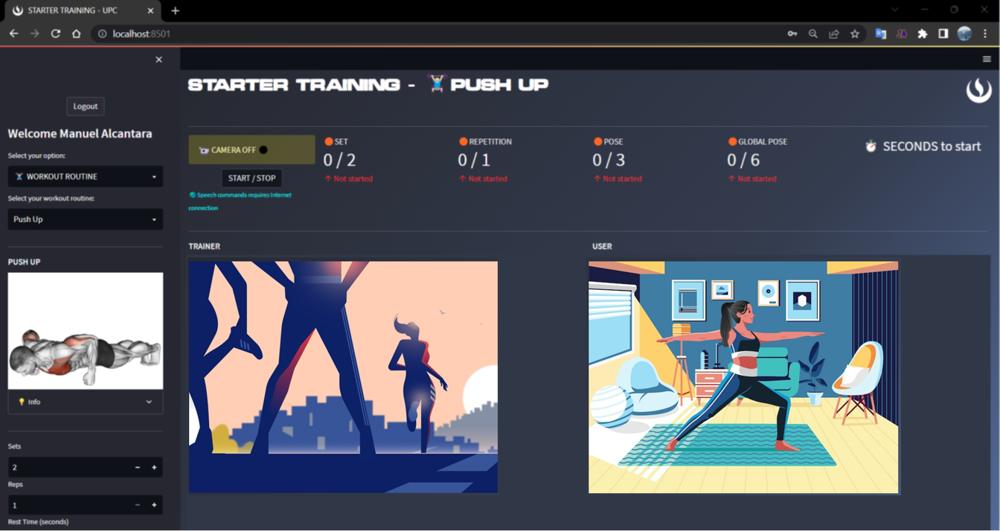 STARTER TRAINING - UPC
localhost:8501
Logout
Welcome Manuel Alcantara
Select your option:
WORKOUT ROUTINE
Select your workout routine:
Push Up
PUSH UP
Info
Sets
2
Reps
1
Rest Time (seconds)
STARTER TRAINING - PUSH UP
CAMERA OFF
START / STOP
Speech commands requires Internet
connection
SET
0 / 2
↑ Not started
REPETITION
0 / 1
↑ Not started
POSE
0 / 3
↑ Not started
GLOBAL POSE
0 / 6
↑ Not started
SECONDS to start
TRAINER
USER